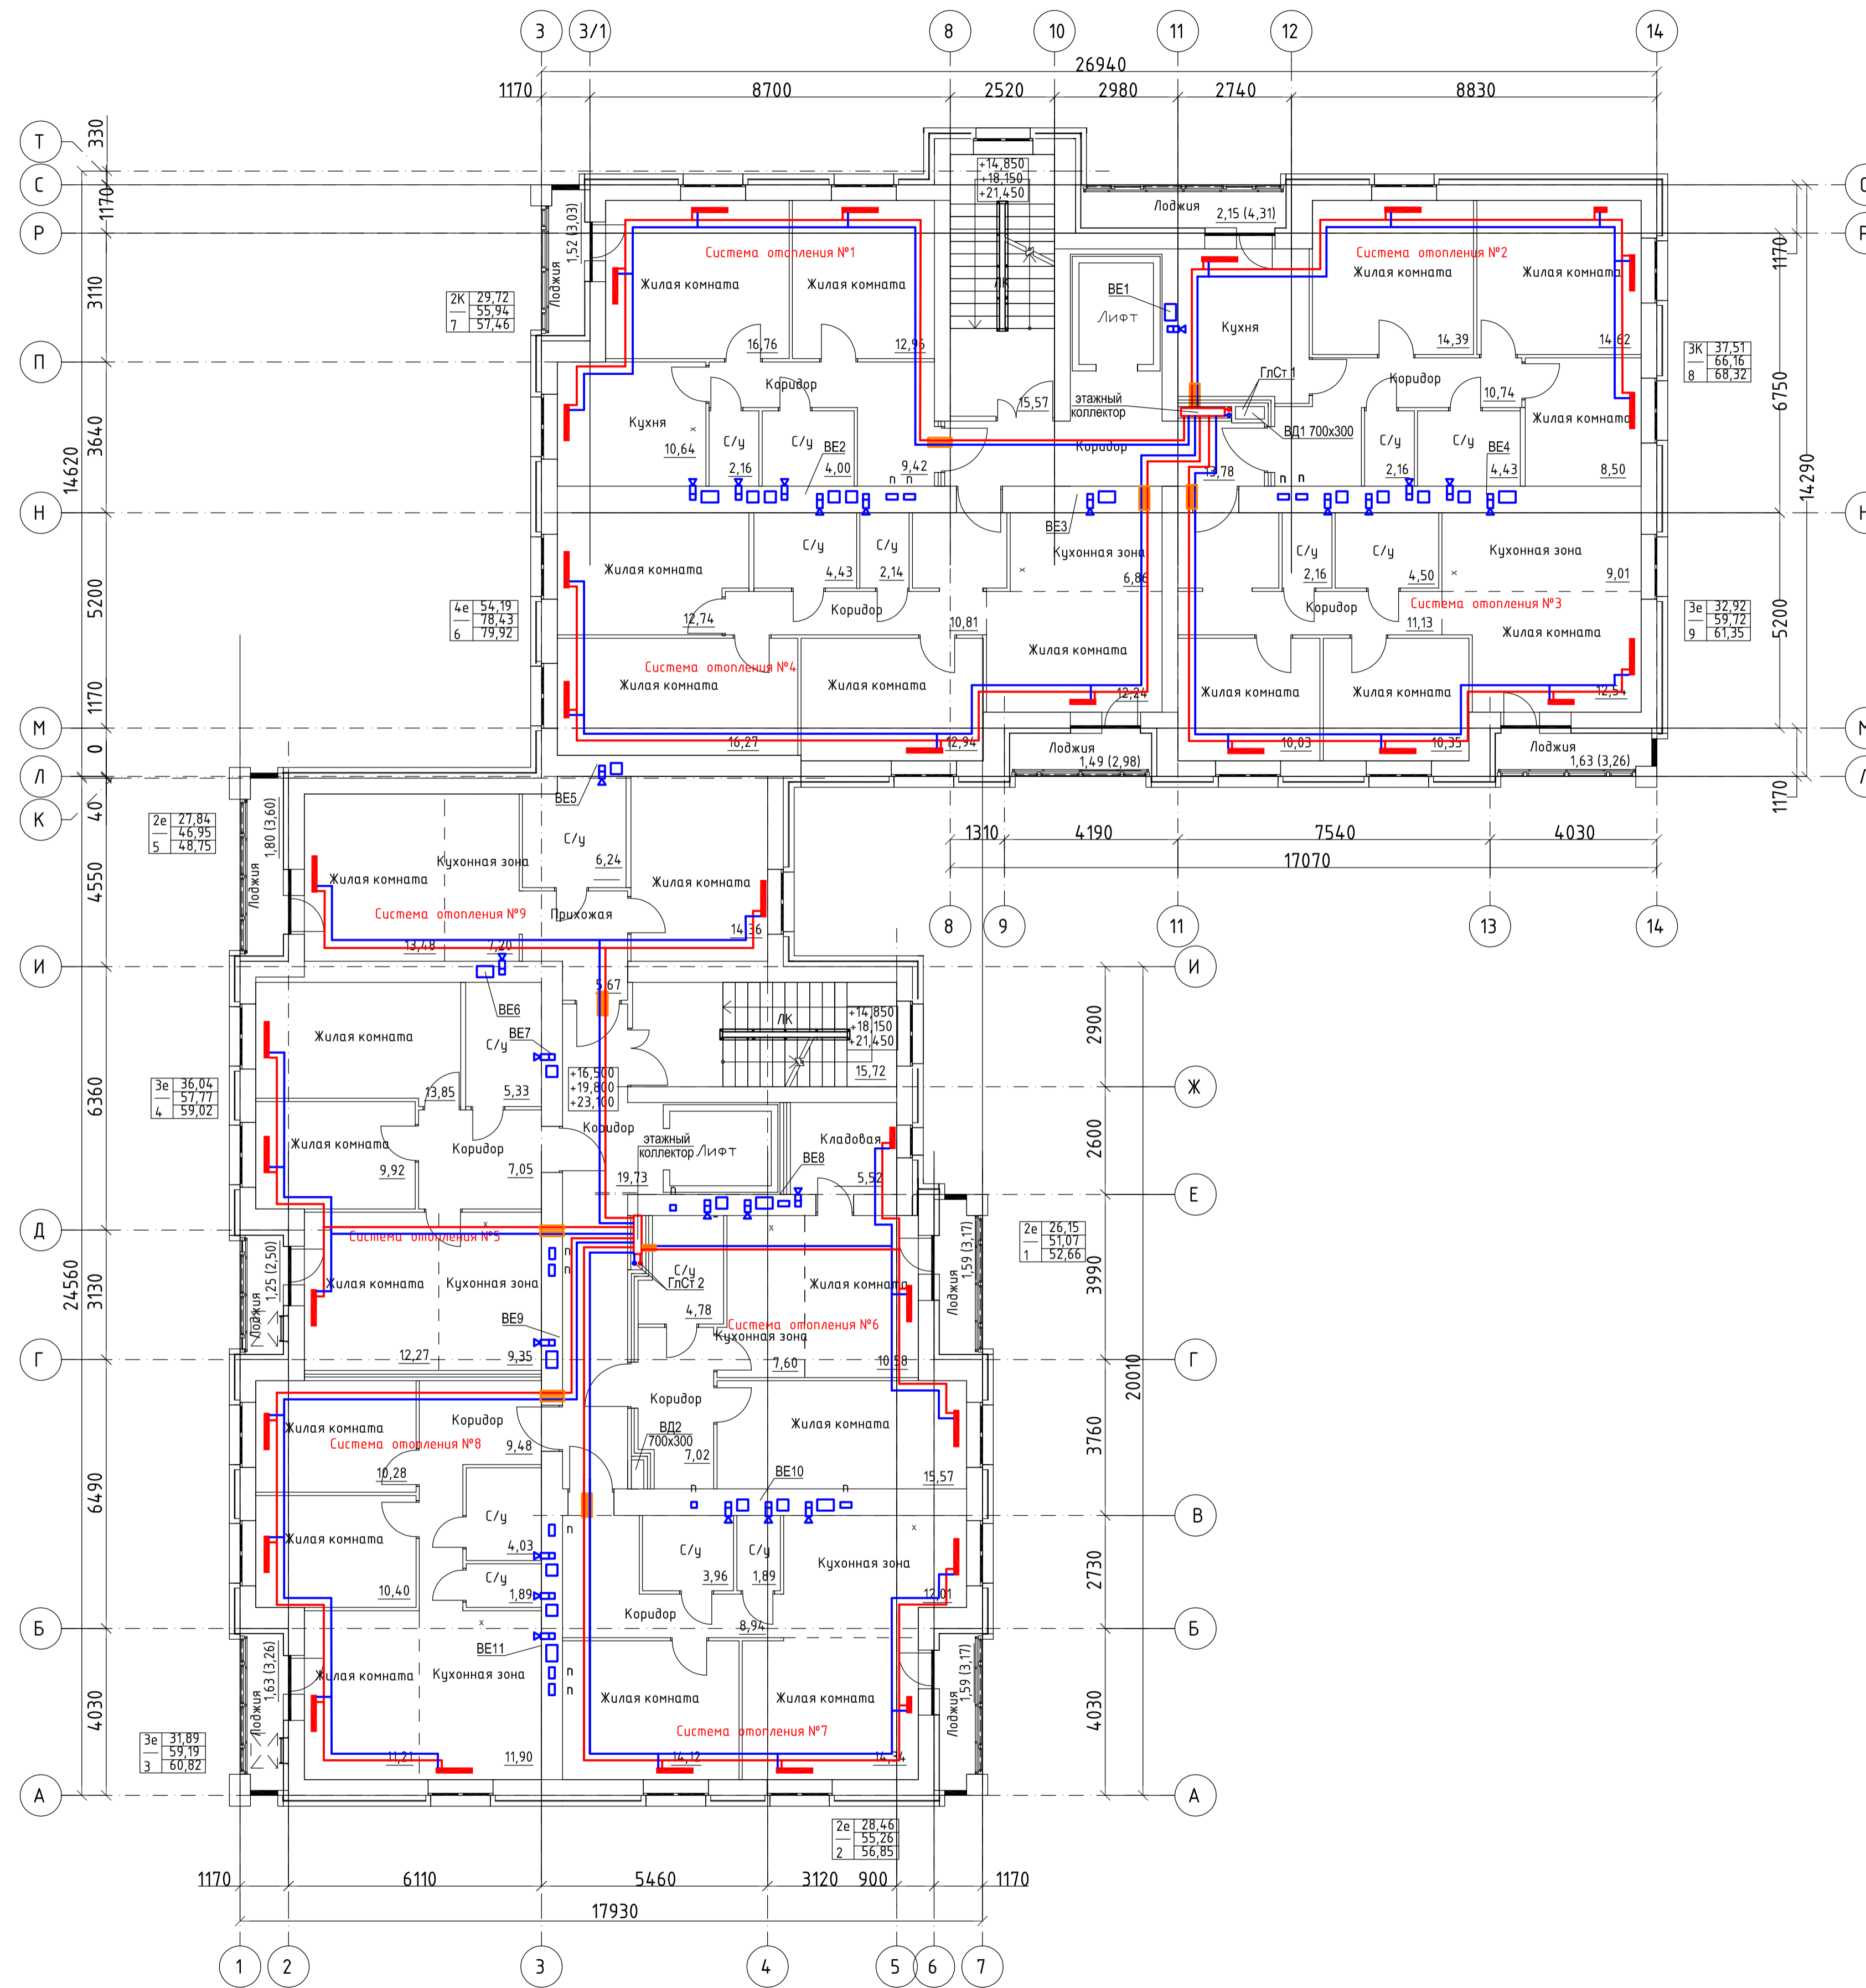 3
3/1
8
10
11
12
14
26940
1170
8700
2520
2980
2740
8830
Т
С
Р
П
Н
М
Л
К
330
1170
3110
3640
5200
1170
0
40
14620
+14,850
+18,150
+21,450
Лоджия
2,15 (4,31)
1,52 (3,03)
Лоджия
Система отопления №1
Система отопления №2
Жилая комната
Жилая комната
Жилая комната
Жилая комната
ЛК
ВЕ1
Лифт
Кухня
2К 29,72
55,94
7 57,46
16,76
12,96
14,39
14,62
3К 37,51
66,16
8 68,32
Коридор
ГлСт 1
Коридор
10,74
этажный
коллектор
15,57
ВД1 700х300
Кухня
х
10,64
С/у
2,16
С/у
4,00
ВЕ2
9,42
п п
Коридор
13,78
С/у
2,16
С/у
4,43
ВЕ4
Жилая комната
8,50
п п
ВЕ3
1170
6750
5200
1170
14290
С/у
4,43
С/у
2,14
Кухонная зона
х
6,86
С/у
2,16
С/у
4,50
Кухонная зона
х
9,01
Жилая комната
12,74
Коридор
10,81
Коридор
11,13
Система отопления №3
4е 54,19
78,43
6 79,92
3е 32,92
59,72
9 61,35
Жилая комната
Жилая комната
Система отопления №4
Жилая комната
16,27
Жилая комната
12,94
12,24
Жилая комната
10,03
Жилая комната
10,35
12,54
Лоджия
1,49 (2,98)
Лоджия
1,63 (3,26)
1310
4190
7540
4030
17070
8
9
11
13
14
ВЕ5
2е 27,84
46,95
5 48,75
1,80 (3,60)
Лоджия
С/у
6,24
Кухонная зона
Жилая комната
Жилая комната
Система отопления №9
Прихожая
13,48
7,20
14,36
4550
И
И
5,67
ВЕ6
ВЕ7
Жилая комната
С/у
13,85
5,33
ЛК
+14,850
+18,150
+21,450
15,72
+16,500
+19,800
+23,100
2900
Ж
3е 36,04
57,77
4 59,02
6360
Жилая комната
9,92
Коридор
7,05
Коридор
этажный
коллектор
Лифт
Кладовая
ВЕ8
19,73
5,52
п
2600
Е
Д
х
х
Система отопления №5
1,25 (2,50)
Лоджия
Жилая комната
Кухонная зона
п
п
С/у
ГлСт 2
4,78
Жилая комната
Система отопления №6
Кухонная зона
7,60
10,58
1,59 (3,17)
Лоджия
2е 26,15
51,07
1 52,66
3990
24560
3130
ВЕ9
12,27
9,35
Г
Г
20010
Жилая комната
Коридор
Система отопления №8
10,28
9,48
Коридор
ВД2
700х300
7,02
Жилая комната
15,57
3760
ВЕ10
п
п
В
6490
Жилая комната
10,40
С/у
4,03
п
С/у
1,89
х
С/у
3,96
С/у
1,89
х
Кухонная зона
12,01
2730
Коридор
8,94
Б
Б
ВЕ11
1,63 (3,26)
Лоджия
Жилая комната
Кухонная зона
п
п
Жилая комната
Жилая комната
Система отопления №7
1,59 (3,17)
Лоджия
11,21
11,90
14,12
14,34
4030
4030
3е 31,89
59,19
3 60,82
А
А
2е 28,46
55,26
2 56,85
1170
6110
5460
3120
900
1170
17930
1
2
3
4
5
6
7